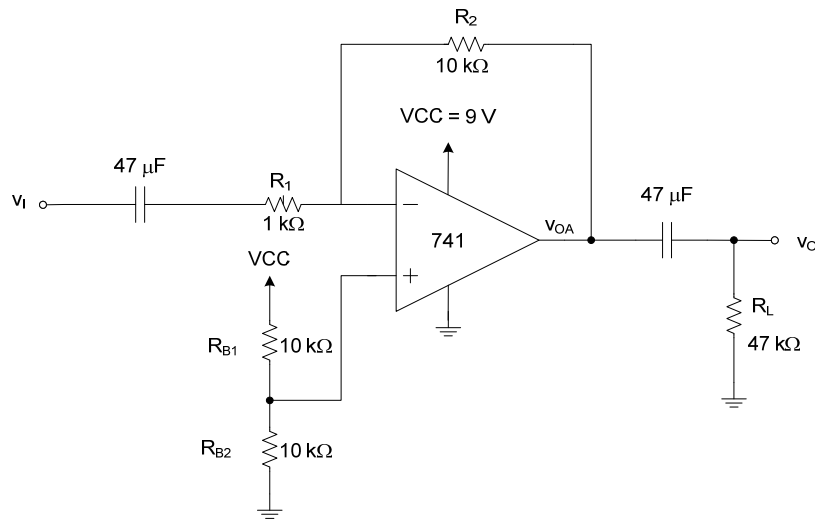 R2
10 kΩ
VCC = 9 V
47 μF
R1
1 kΩ
vI
−
741
+
vOA
47 μF
vO
VCC
RL
47 kΩ
RB1
10 kΩ
RB2
10 kΩ